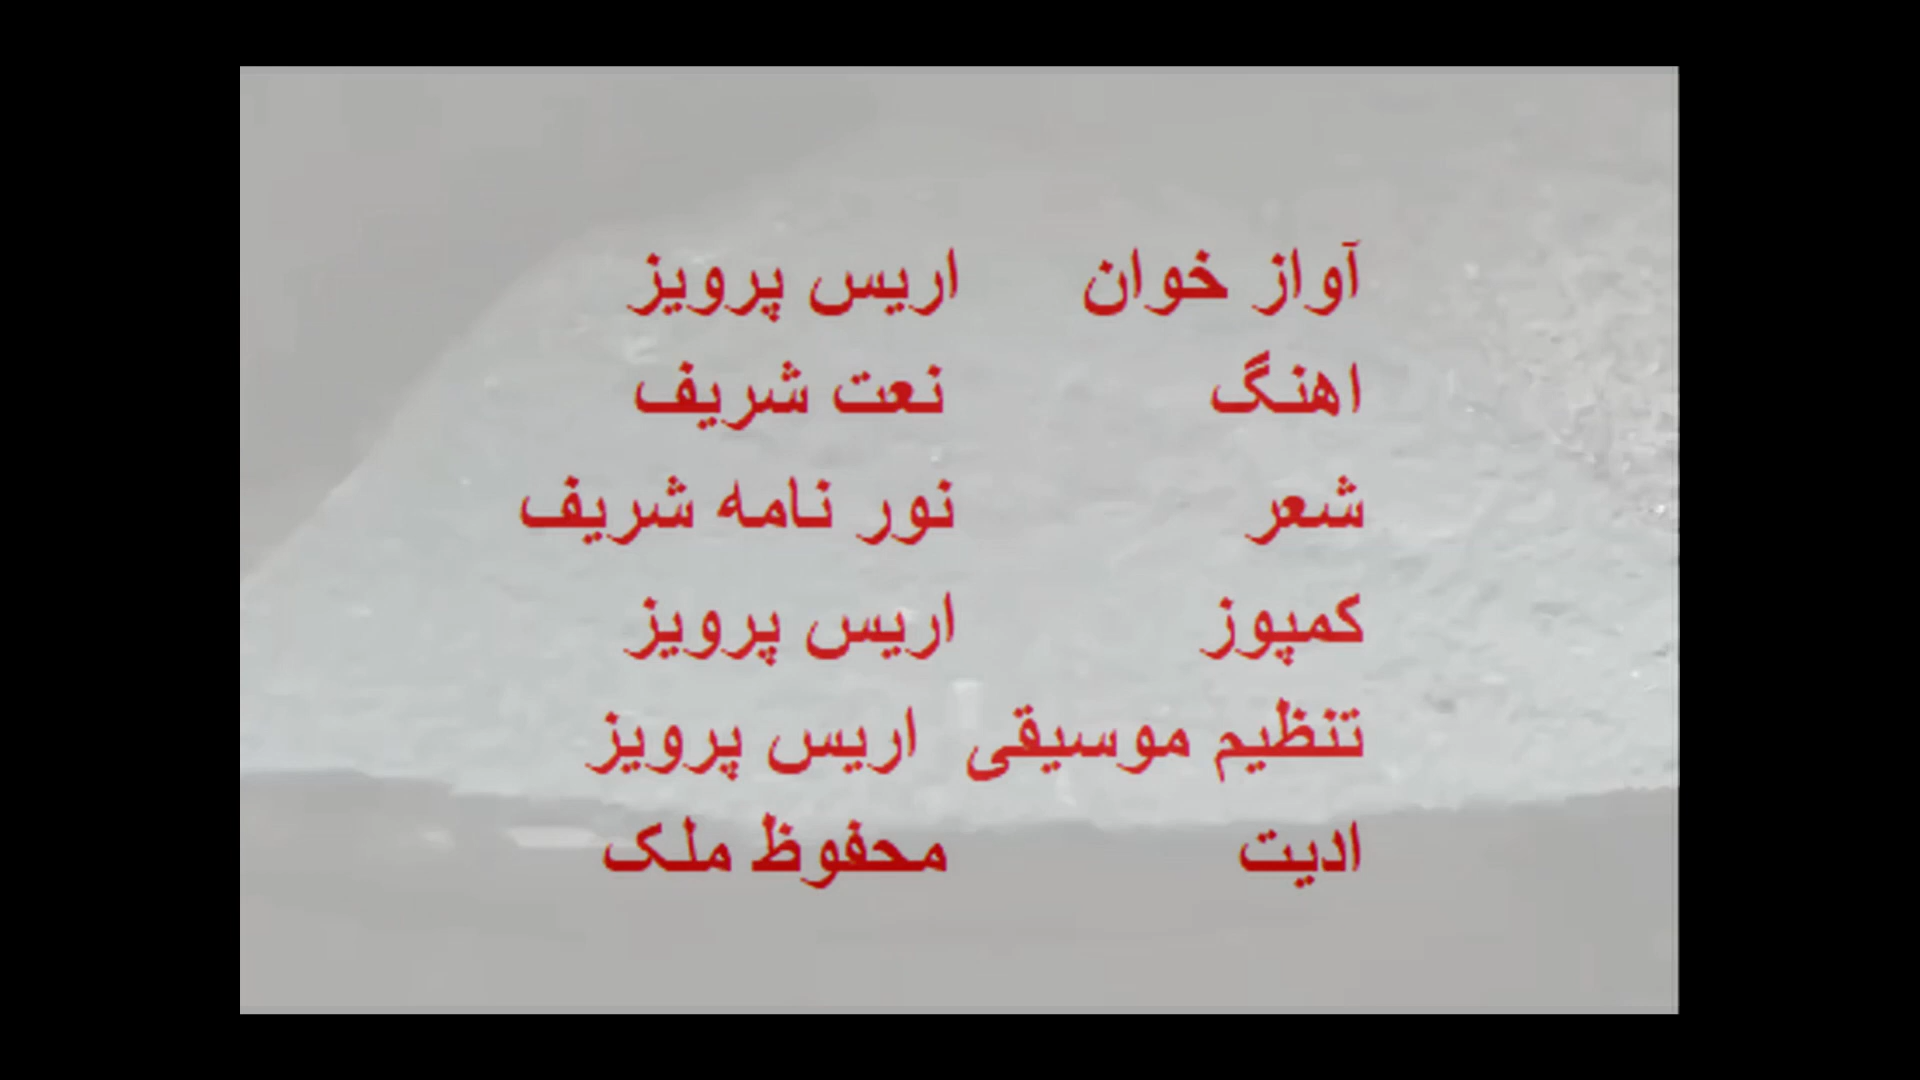 آواز خوان اریس پرویز
اهنگ نعت شریف
شعر نور نامه شریف
کمپوز اریس پرویز
تنظیم موسیقی اریس پرویز
ادیت محفوظ ملک